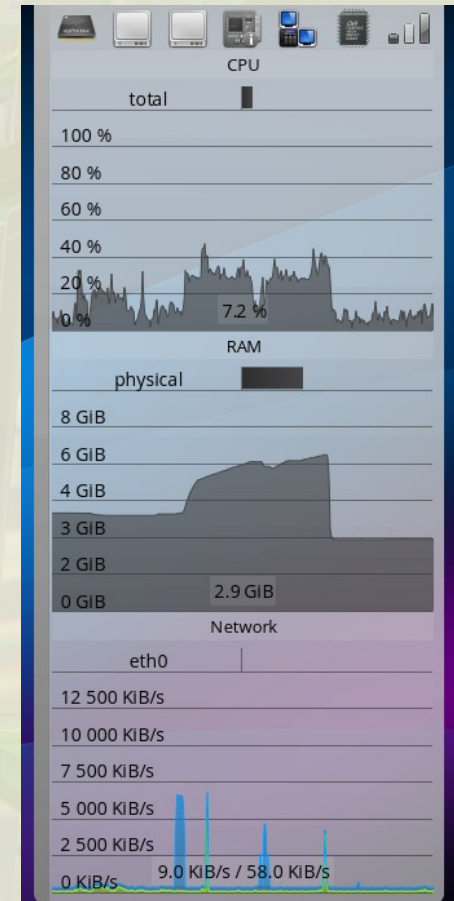 CPU
total
100 %
80 %
60 %
40 %
20 %
7.2 %
0 %
RAM
physical
8 GiB
6 GiB
4 GiB
3 GiB
2 GiB
2.9 GiB
0 GiB
Network
eth0
12 500 KiB/s
10 000 KiB/s
7 500 KiB/s
5 000 KiB/s
2 500 KiB/s
9.0 KiB/s / 58.0 KiB/s
0 KiB/s